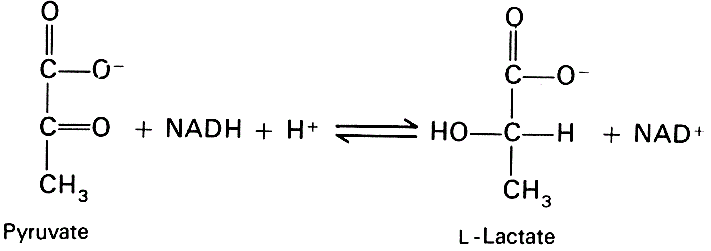 O
O
C—O⁻
C—O⁻
C=O + NADH + H⁺ ⇌ HO—C—H + NAD⁺
CH₃
CH₃
Pyruvate
L-Lactate